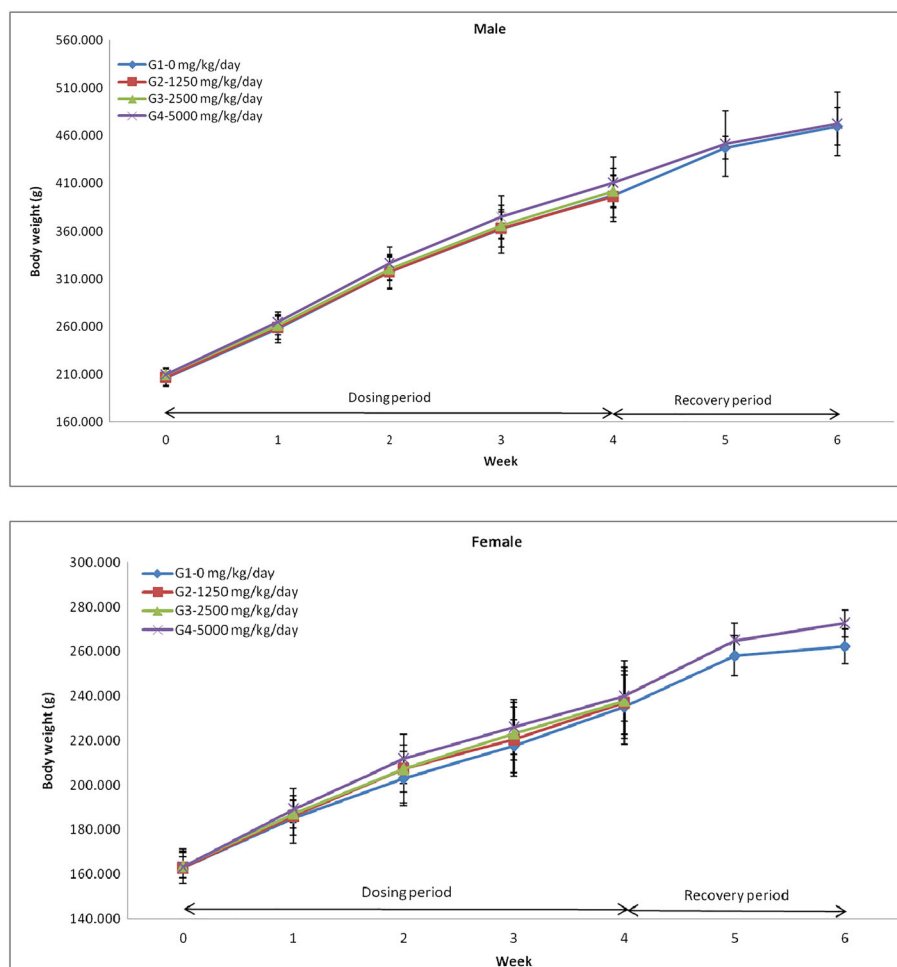 Male
560.000
G1-0 mg/kg/day
G2-1250 mg/kg/day
G3-2500 mg/kg/day
G4-5000 mg/kg/day
510.000
460.000
410.000
360.000
310.000
260.000
210.000
160.000
Body weight (g)
Dosing period
Recovery period
0 1 2 3 4 5 6
Week
Female
300.000
G1-0 mg/kg/day
G2-1250 mg/kg/day
G3-2500 mg/kg/day
G4-5000 mg/kg/day
280.000
260.000
240.000
220.000
200.000
180.000
160.000
140.000
Body weight (g)
Dosing period
Recovery period
0 1 2 3 4 5 6
Week